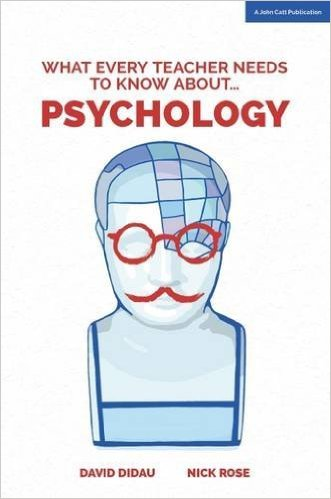 A John Catt Publication
WHAT EVERY TEACHER NEEDS
TO KNOW ABOUT...
PSYCHOLOGY
DAVID DIDAU NICK ROSE